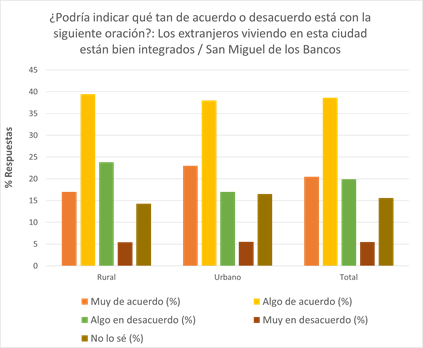 ¿Podría indicar qué tan de acuerdo o desacuerdo está con la
siguiente oración?: Los extranjeros viviendo en esta ciudad
están bien integrados / San Miguel de los Bancos
% Respuestas
45
40
35
30
25
20
15
10
5
0
Rural Urbano Total
Muy de acuerdo (%) Algo de acuerdo (%)
Algo en desacuerdo (%) Muy en desacuerdo (%)
No lo sé (%)